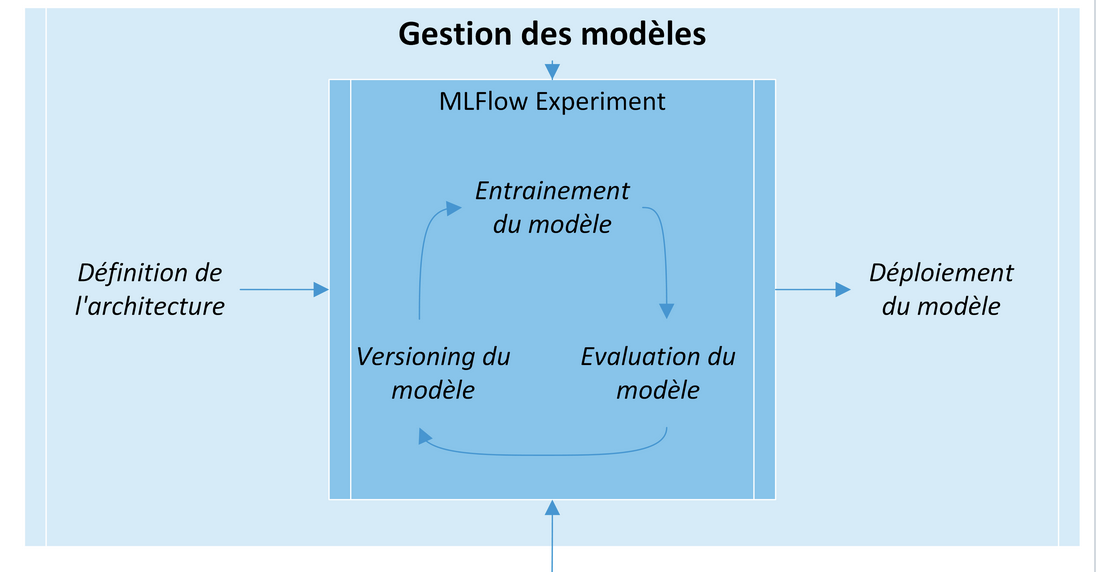 Gestion des modèles
MLFlow Experiment
Entrainement
du modèle
Définition de
l'architecture
Déploiement
du modèle
Versioning du
modèle
Evaluation du
modèle